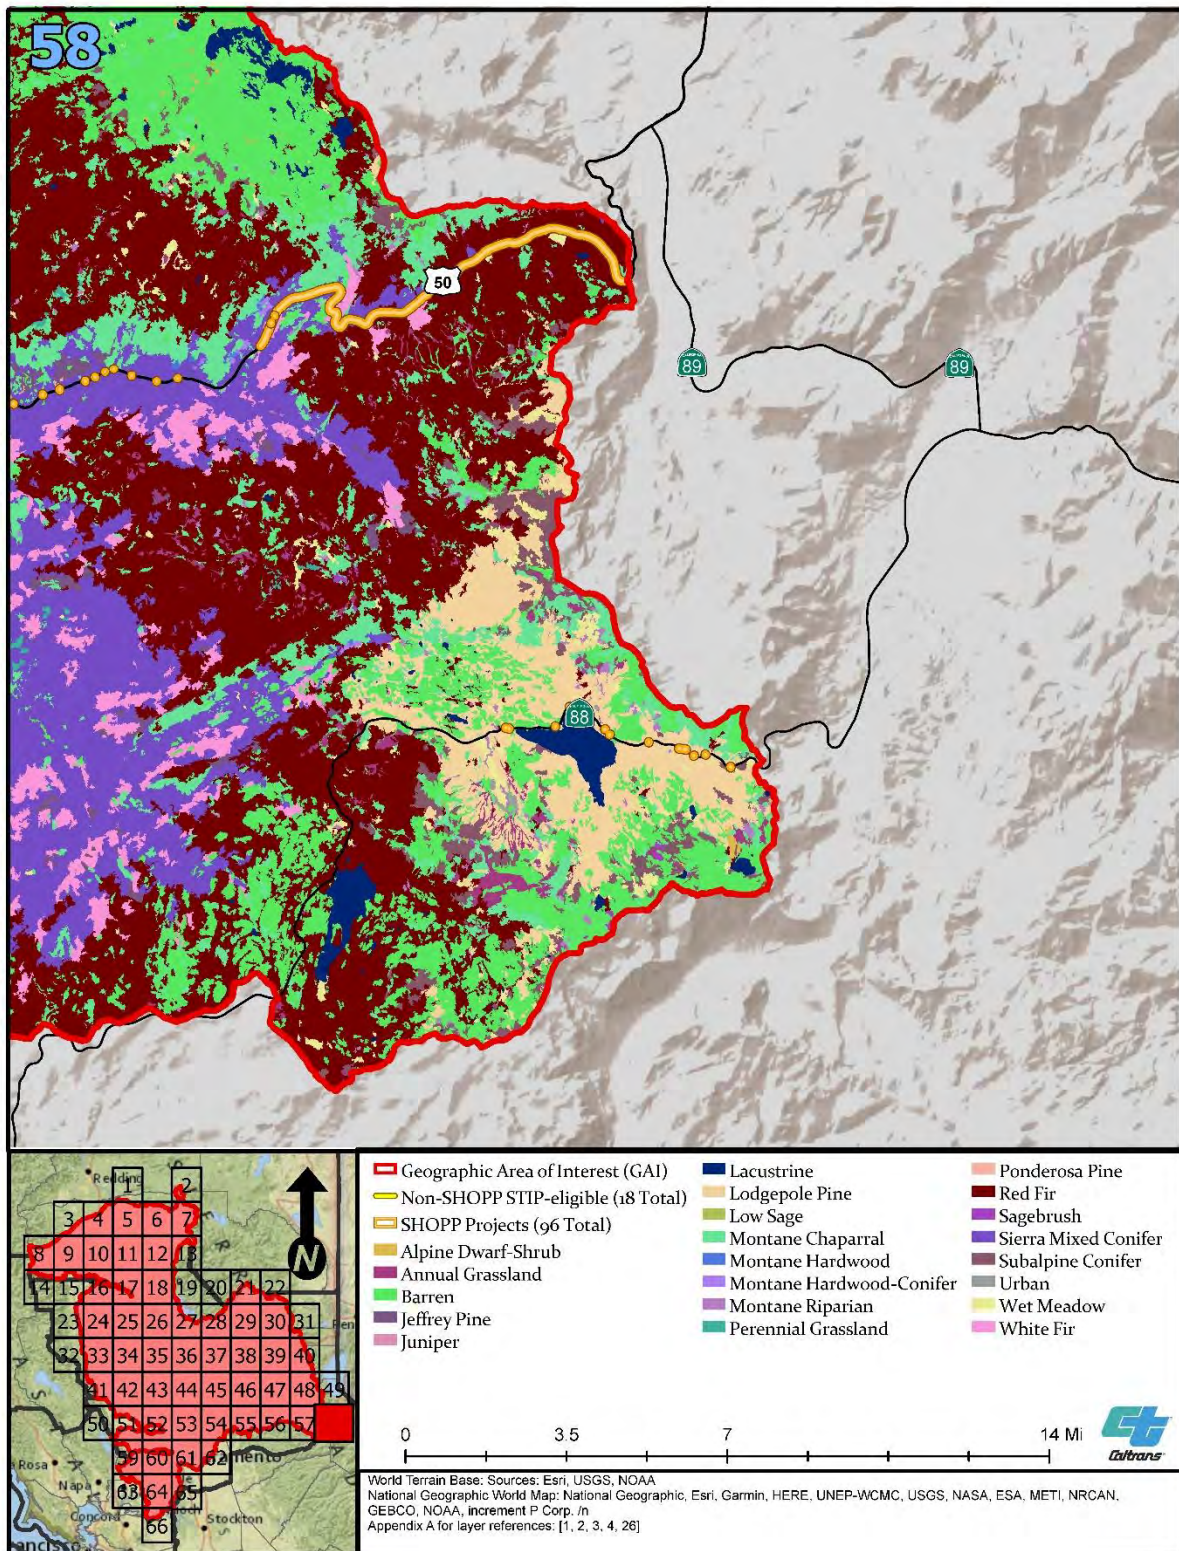 58
50
89
89
88
Redding
1 2
3 4 5 6 7
8 9 10 11 12 13
14 15 16 17 18 19 20 21 22
23 24 25 26 27 28 29 30 31
32 33 34 35 36 37 38 39 40
41 42 43 44 45 46 47 48 49
50 51 52 53 54 55 56 57
59 60 61 62
Rosa
Napa
63 64 65
Concord
Stockton
66
N
Geographic Area of Interest (GAI)
Non-SHOPP STIP-eligible (18 Total)
SHOPP Projects (96 Total)
Alpine Dwarf-Shrub
Annual Grassland
Barren
Jeffrey Pine
Juniper
Lacustrine
Lodgepole Pine
Low Sage
Montane Chaparral
Montane Hardwood
Montane Hardwood-Conifer
Montane Riparian
Perennial Grassland
Ponderosa Pine
Red Fir
Sagebrush
Sierra Mixed Conifer
Subalpine Conifer
Urban
Wet Meadow
White Fir
0 3.5 7 14 Mi
Caltrans
World Terrain Base: Sources: Esri, USGS, NOAA
National Geographic World Map: National Geographic, Esri, Garmin, HERE, UNEP-WCMC, USGS, NASA, ESA, METI, NRCAN,
GEBCO, NOAA, increment P Corp. /n
Appendix A for layer references: [1, 2, 3, 4, 26]